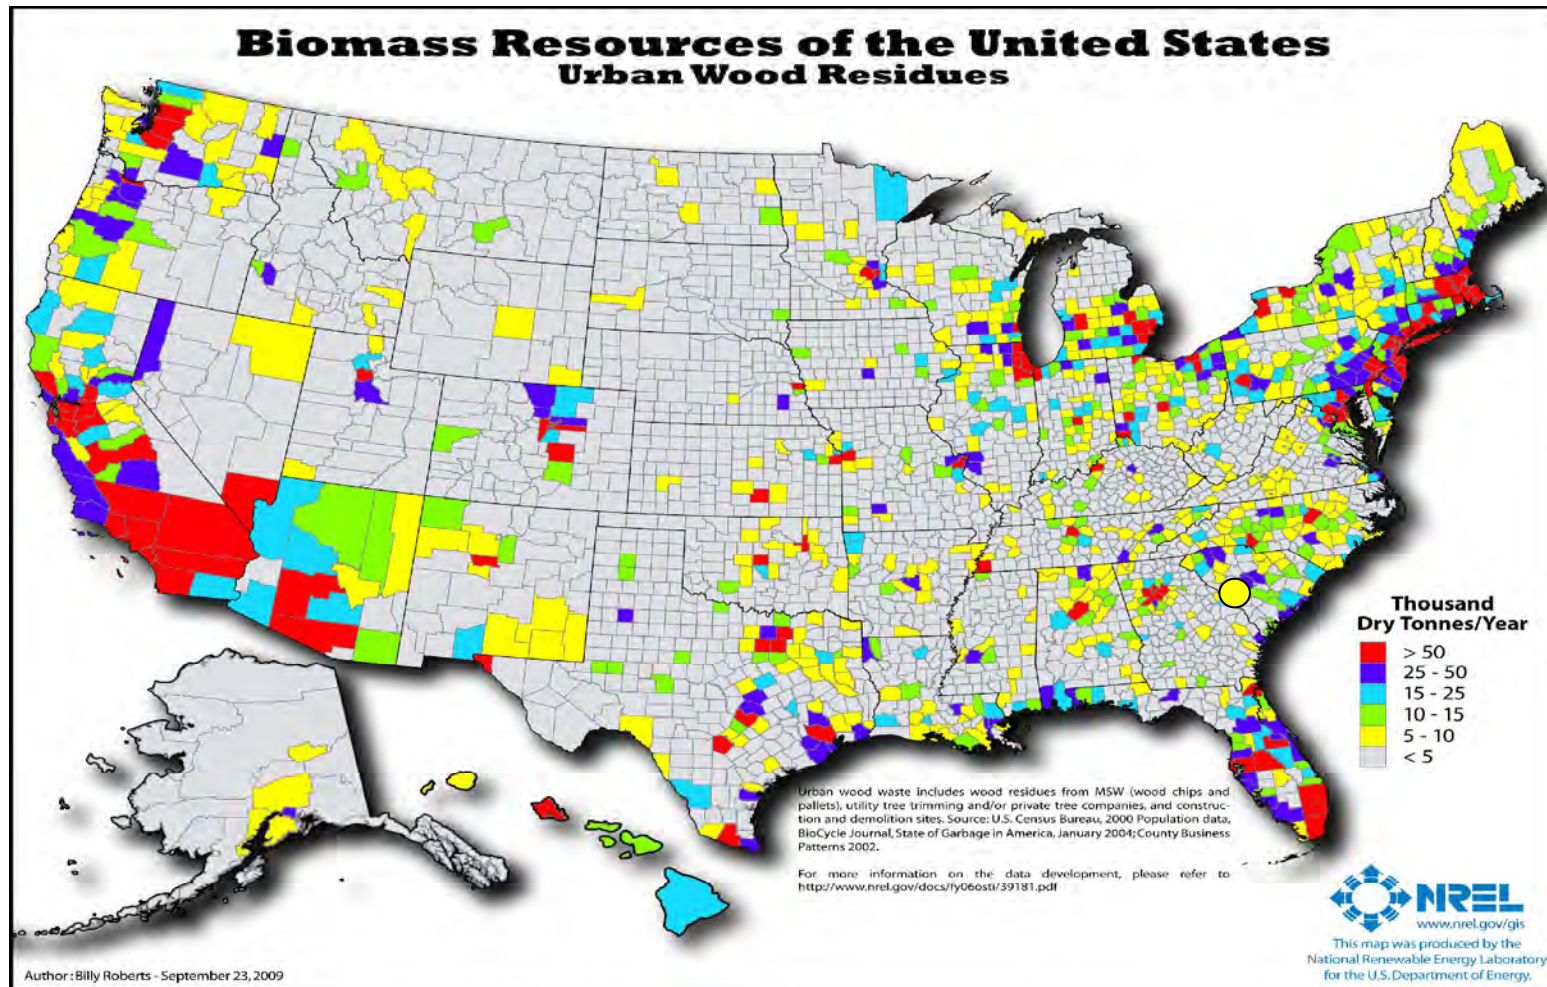 Biomass Resources of the United States
Urban Wood Residues
Thousand
Dry Tonnes/Year
> 50
25 - 50
15 - 25
10 - 15
5 - 10
< 5
Urban wood waste includes wood residues from MSW (wood chips and
pallets), utility tree trimming and/or private tree companies, and construc-
tion and demolition sites. Source: U.S. Census Bureau, 2000 Population data,
BioCycle Journal, State of Garbage in America, January 2004; County Business
Patterns 2002.
For more information on the data development, please refer to
http://www.nrel.gov/docs/fy06osti/39181.pdf
NREL
www.nrel.gov/gis
This map was produced by the
National Renewable Energy Laboratory
for the U.S. Department of Energy.
Author : Billy Roberts - September 23, 2009